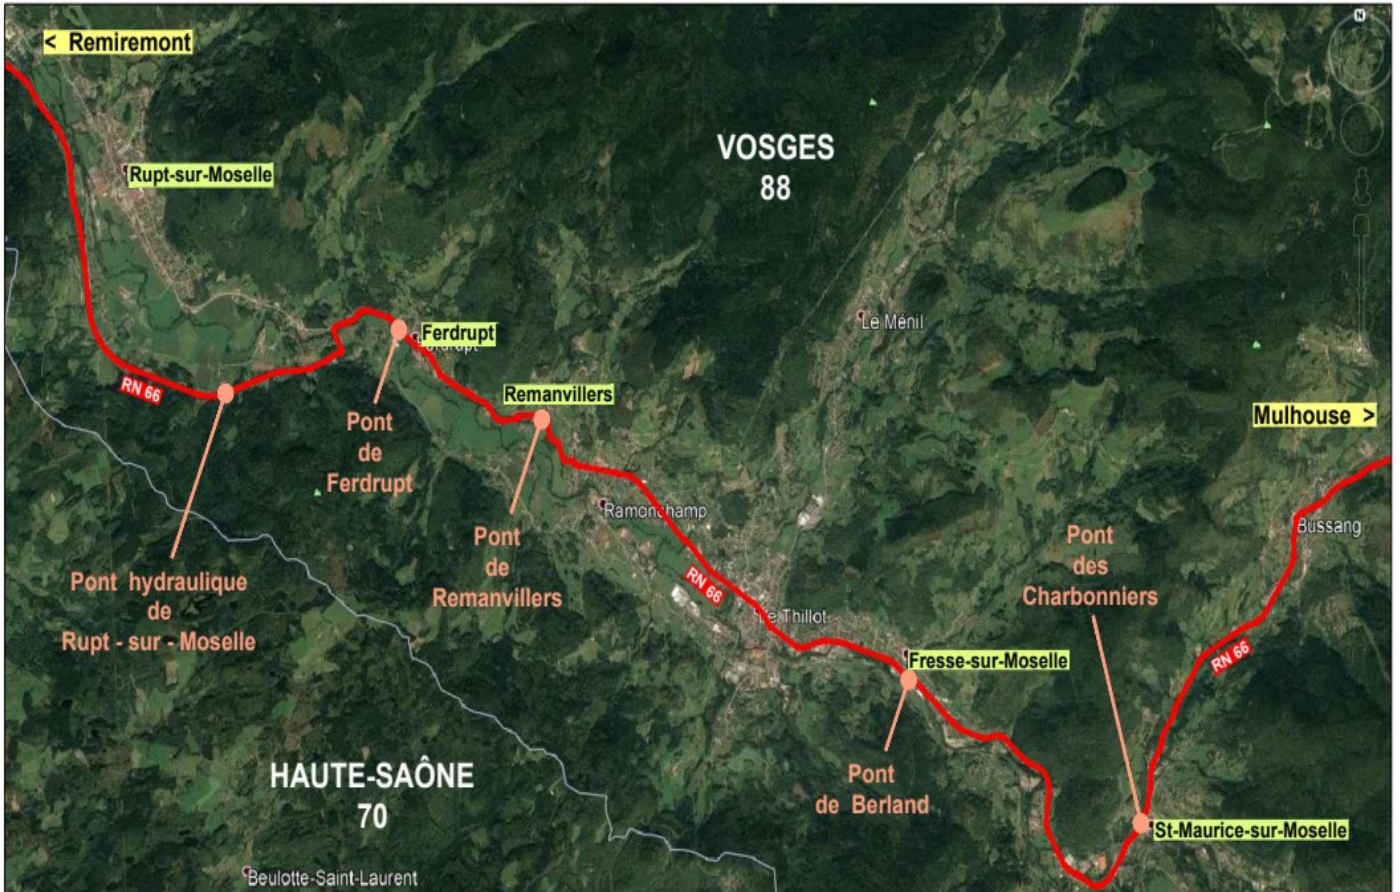 N
< Remiremont
VOSGES
88
Rupt-sur-Moselle
Le Ménil
Ferdrupt
RN 66
Remanvillers
Mulhouse >
Pont
de
Ferdrupt
Ramonchamp
Bussang
Pont
de
Remanvillers
Pont
des
Charbonniers
Pont hydraulique
de
Rupt - sur - Moselle
RN 66
Le Thillot
Fresse-sur-Moselle
RN 66
Pont
de Berland
HAUTE-SAÔNE
70
St-Maurice-sur-Moselle
Beulotte-Saint-Laurent